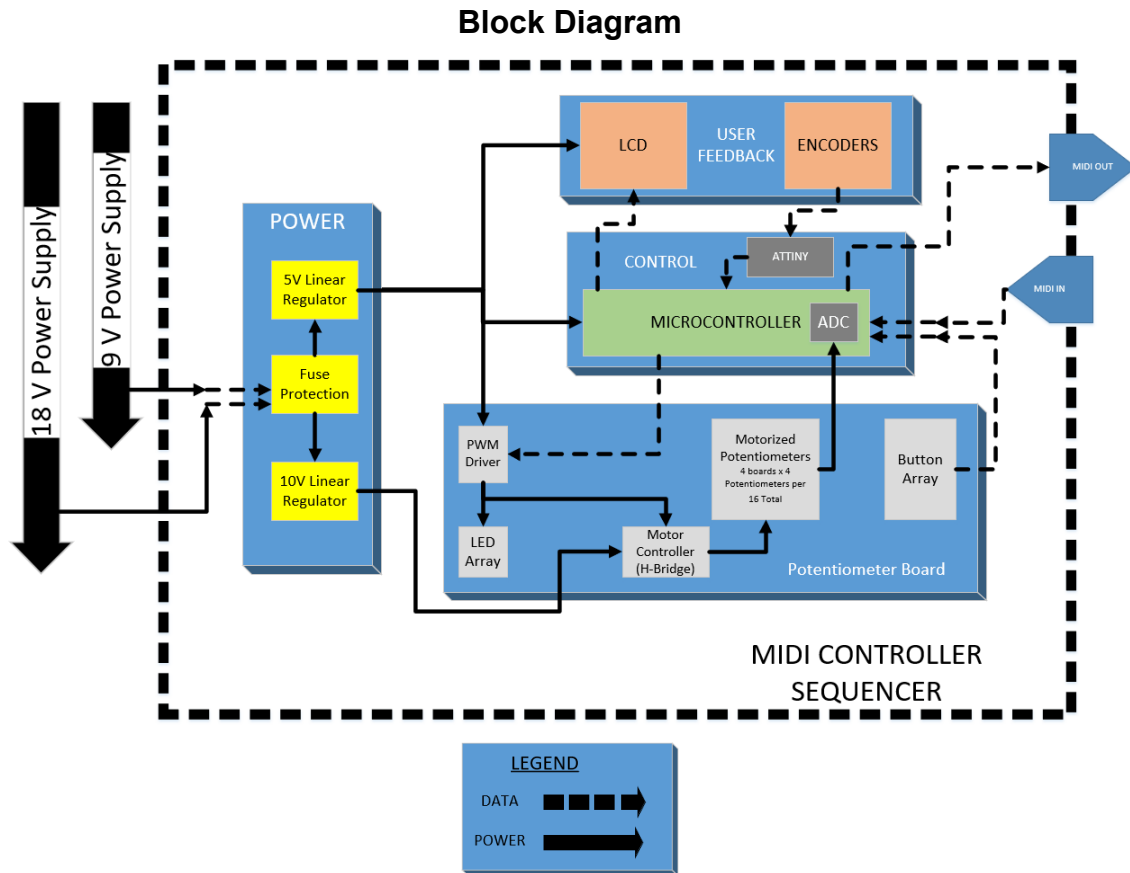 Block Diagram
18 V Power Supply
9 V Power Supply
POWER
5V Linear
Regulator
Fuse
Protection
10V Linear
Regulator
LCD
USER
FEEDBACK
ENCODERS
CONTROL
ATTINY
MICROCONTROLLER
ADC
MIDI OUT
MIDI IN
PWM
Driver
LED
Array
Motor
Controller
(H-Bridge)
Motorized
Potentiometers
4 boards x 4
Potentiometers per
16 Total
Button
Array
Potentiometer Board
MIDI CONTROLLER
SEQUENCER
LEGEND
DATA
POWER